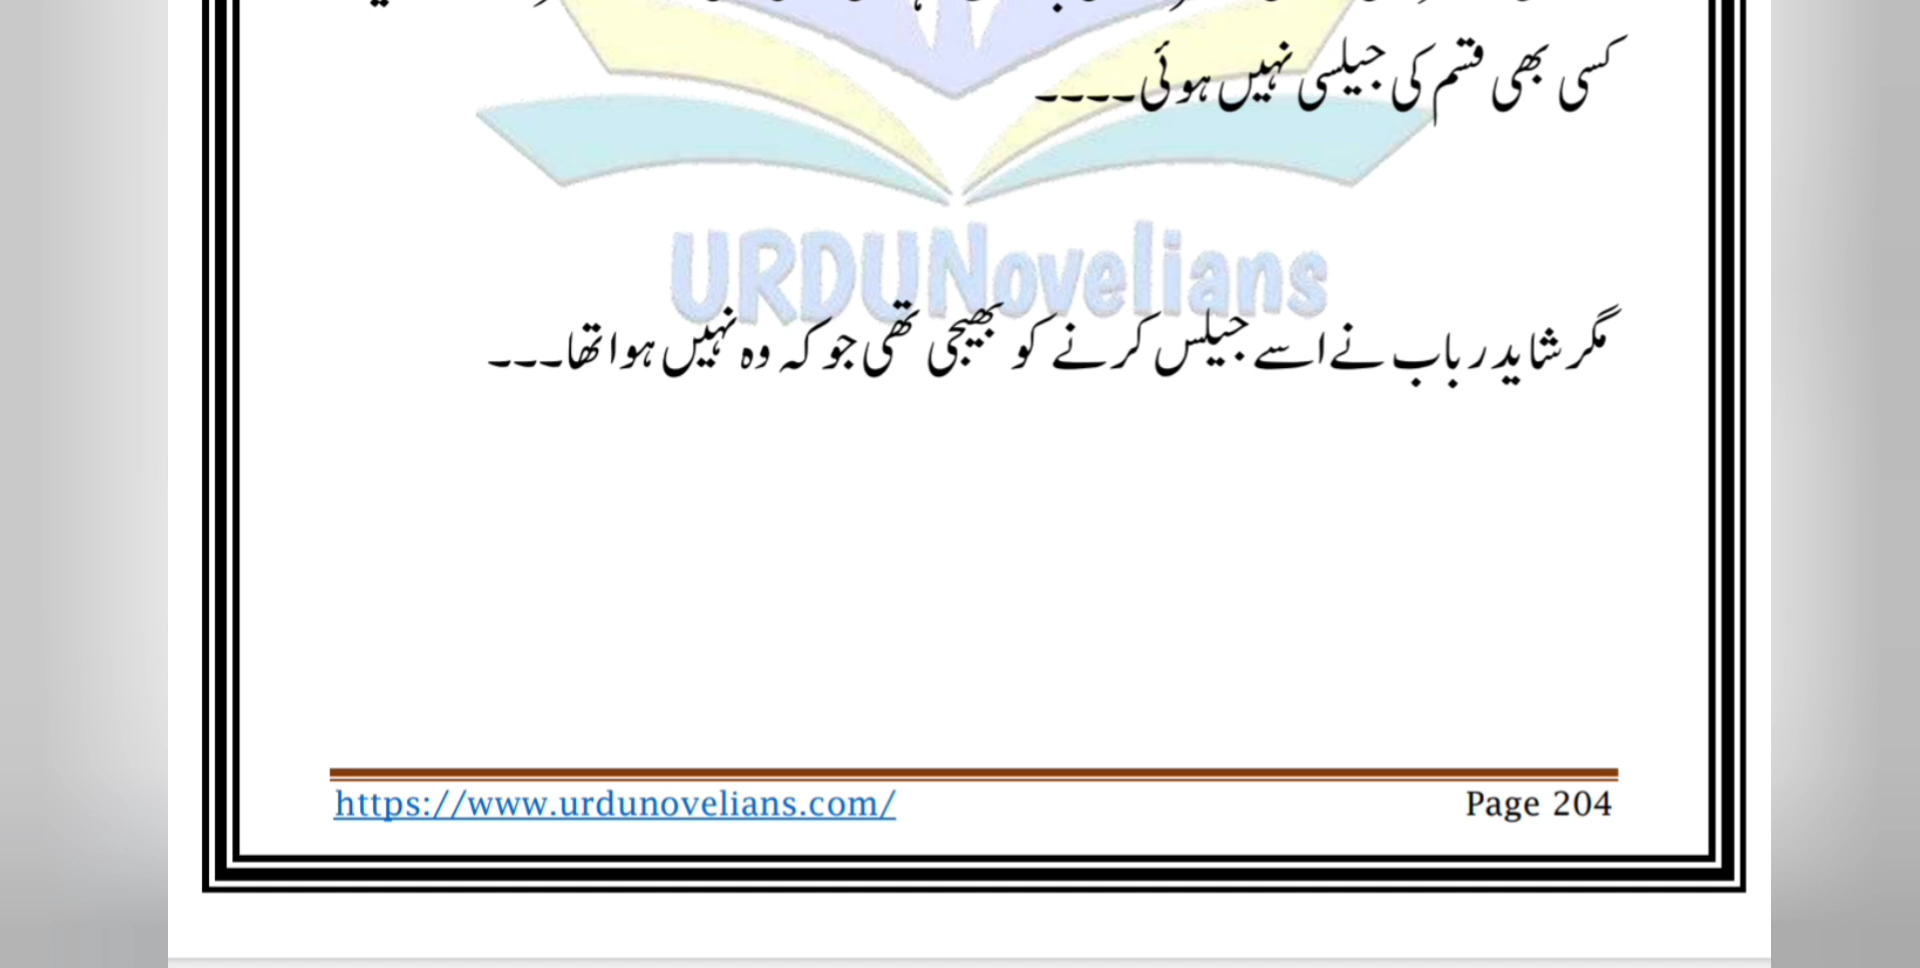 کسی بھی قسم کی جیلسی نہیں ہوئی۔۔۔۔
URDUNovelians
مگر شاید رباب نے اسے جیلس کرنے کو بھیجی تھی جو کہ وہ نہیں ہوا تھا۔۔۔
https://www.urdunovelians.com/
Page 204